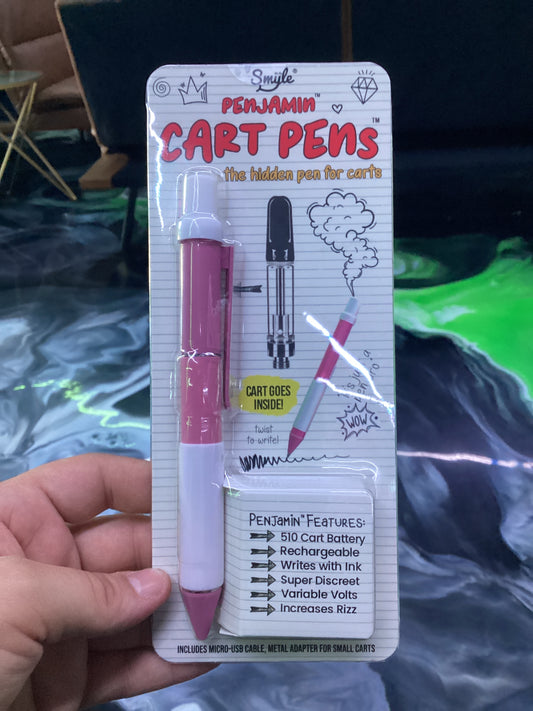 Smyle®
PENJAMIN™
CART PENS™
the hidden pen for carts
CART GOES
INSIDE!
twist
to write!
WOW
PENJAMIN™ FEATURES:
510 Cart Battery
Rechargeable
Writes with Ink
Super Discreet
Variable Volts
Increases Rizz
INCLUDES MICRO-USB CABLE, METAL ADAPTER FOR SMALL CARTS